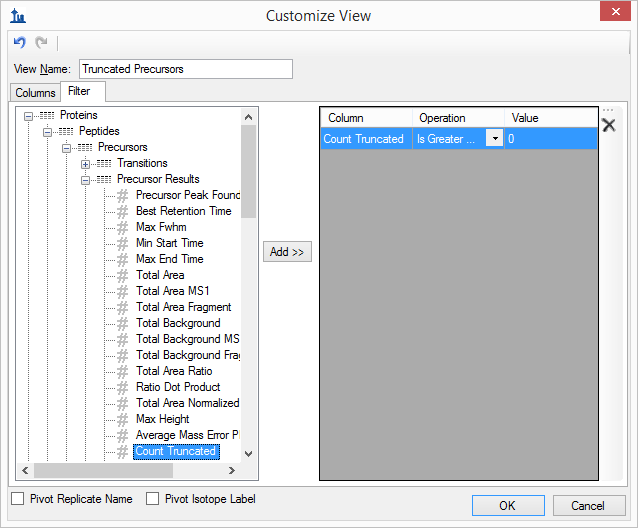 Customize View
View Name: Truncated Precursors
Columns Filter
Proteins
Peptides
Precursors
Transitions
Precursor Results
Precursor Peak Found
Best Retention Time
Max Fwhm
Min Start Time
Max End Time
Total Area
Total Area MS1
Total Area Fragment
Total Background
Total Background MS
Total Background Frag
Total Area Ratio
Ratio Dot Product
Total Area Normalized
Max Height
Average Mass Error P
Count Truncated
Add >>
Column Operation Value
Count Truncated Is Greater ... 0
Pivot Replicate Name Pivot Isotope Label
OK Cancel